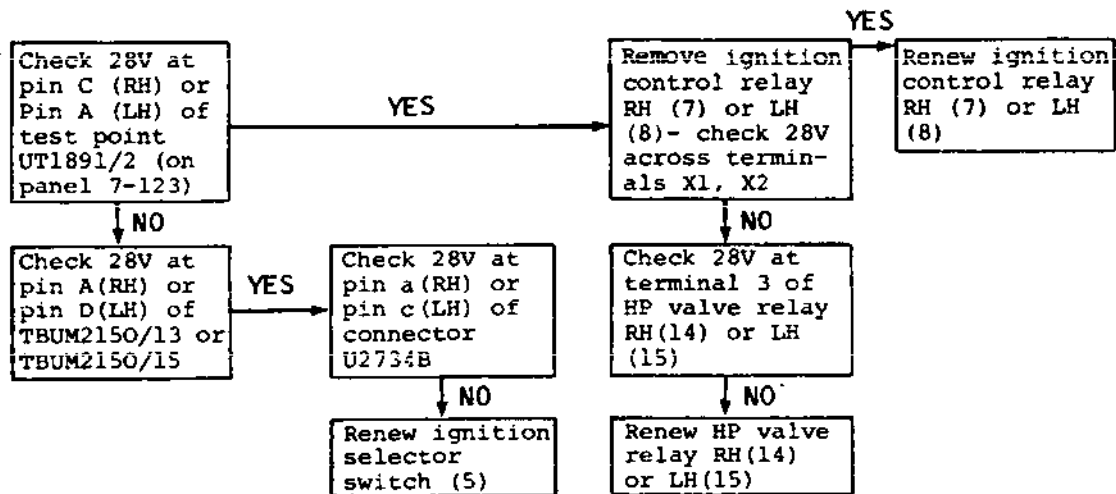 YES
Check 28V at
pin C (RH) or
Pin A (LH) of
test point
UT1891/2 (on
panel 7-123)
YES
Remove ignition
control relay
RH (7) or LH
(8)- check 28V
across termin-
als X1, X2
Renew ignition
control relay
RH (7) or LH
(8)
NO
NO
Check 28V at
pin A(RH) or
pin D(LH) of
TBUM2150/13 or
TBUM2150/15
YES
Check 28V at
pin a(RH) or
pin c(LH) of
connector
U2734B
Check 28V at
terminal 3 of
HP valve relay
RH(14) or LH
(15)
NO
NO
Renew ignition
selector
switch (5)
Renew HP valve
relay RH(14)
or LH(15)